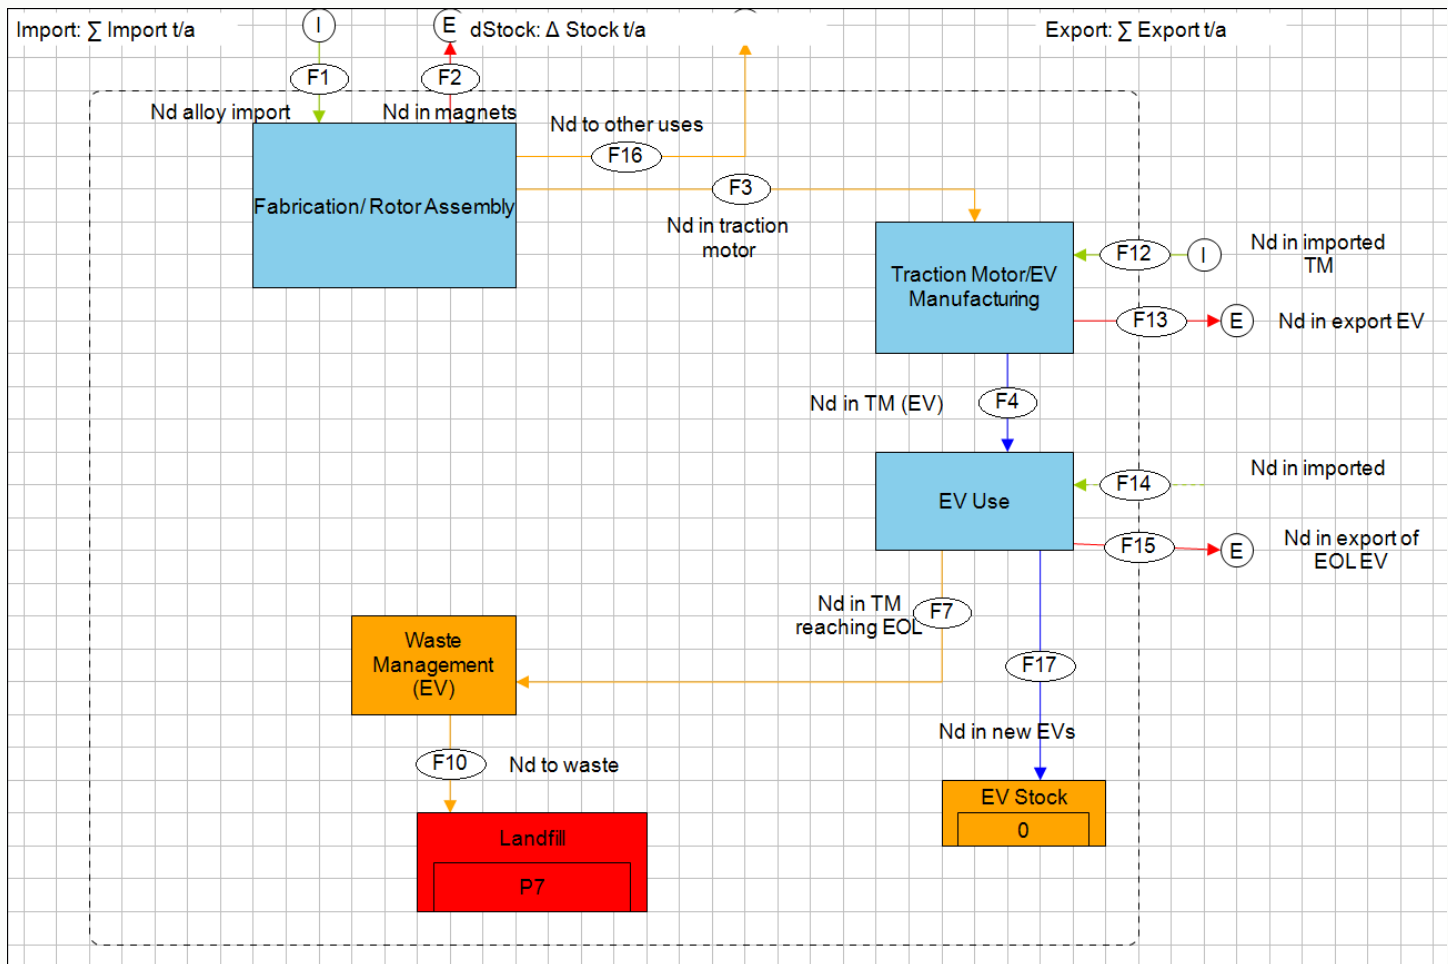 Import: ∑ Import t/a
I
E
dStock: Δ Stock t/a
Export: ∑ Export t/a
F1
F2
Nd alloy import
Nd in magnets
Nd to other uses
F16
F3
Fabrication/ Rotor Assembly
Nd in traction
motor
Traction Motor/EV
Manufacturing
F12
I
Nd in imported
TM
F13
E
Nd in export EV
Nd in TM (EV)
F4
EV Use
F14
Nd in imported
F15
E
Nd in export of
EOL EV
Nd in TM
reaching EOL
F7
Waste
Management
(EV)
F17
Nd in new EVs
F10
Nd to waste
EV Stock
0
Landfill
P7